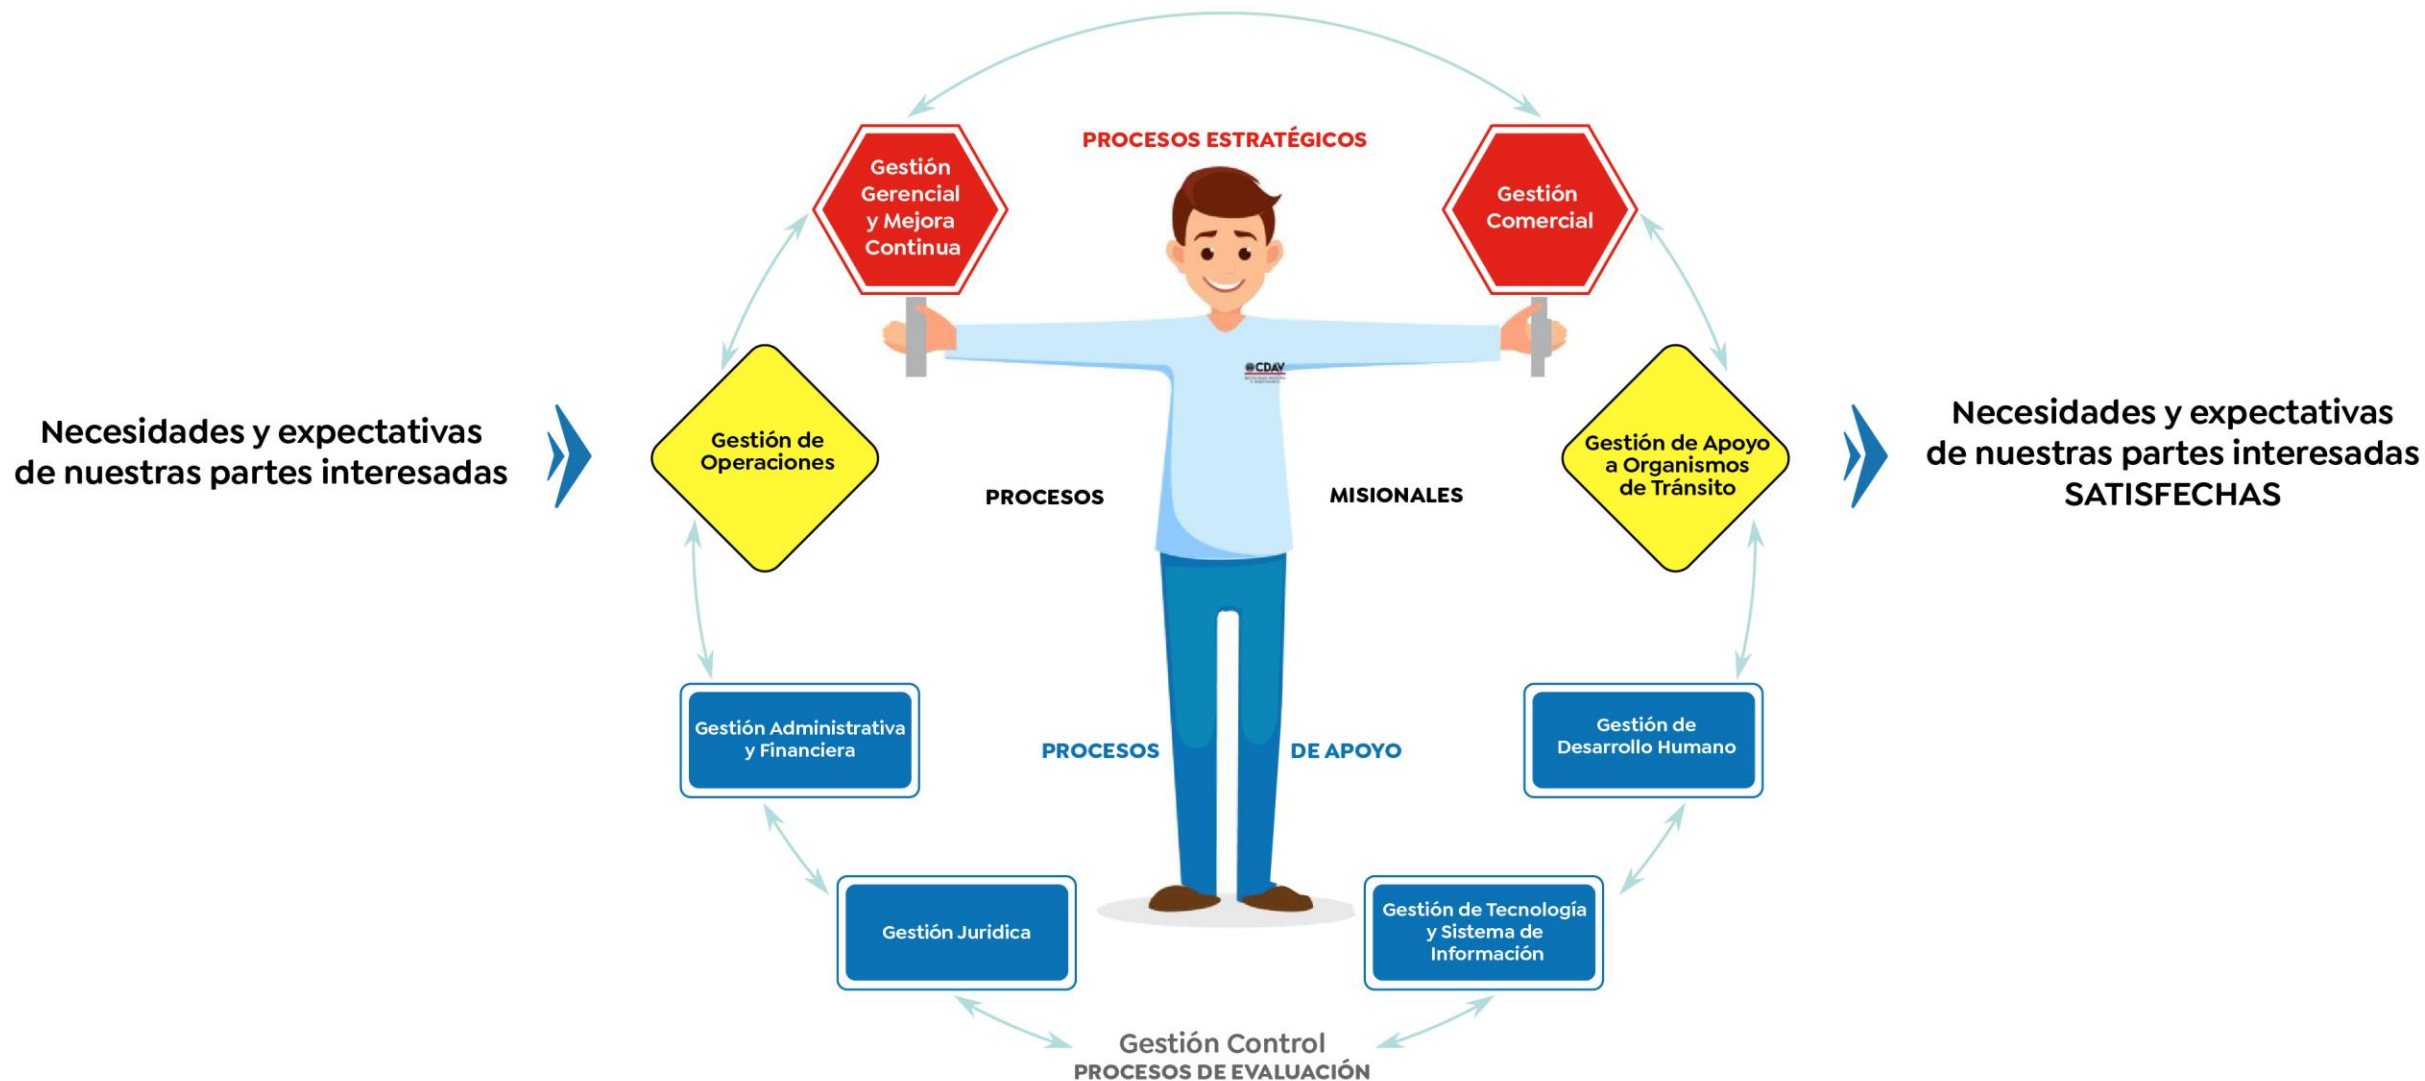 PROCESOS ESTRATÉGICOS
Gestión
Gerencial
y Mejora
Continua
Gestión
Comercial
CDAV
Necesidades y expectativas
de nuestras partes interesadas
Gestión de
Operaciones
PROCESOS
MISIONALES
Gestión de Apoyo
a Organismos
de Tránsito
Necesidades y expectativas
de nuestras partes interesadas
SATISFECHAS
Gestión Administrativa
y Financiera
PROCESOS
DE APOYO
Gestión de
Desarrollo Humano
Gestión Juridica
Gestión de Tecnología
y Sistema de
Información
Gestión Control
PROCESOS DE EVALUACIÓN